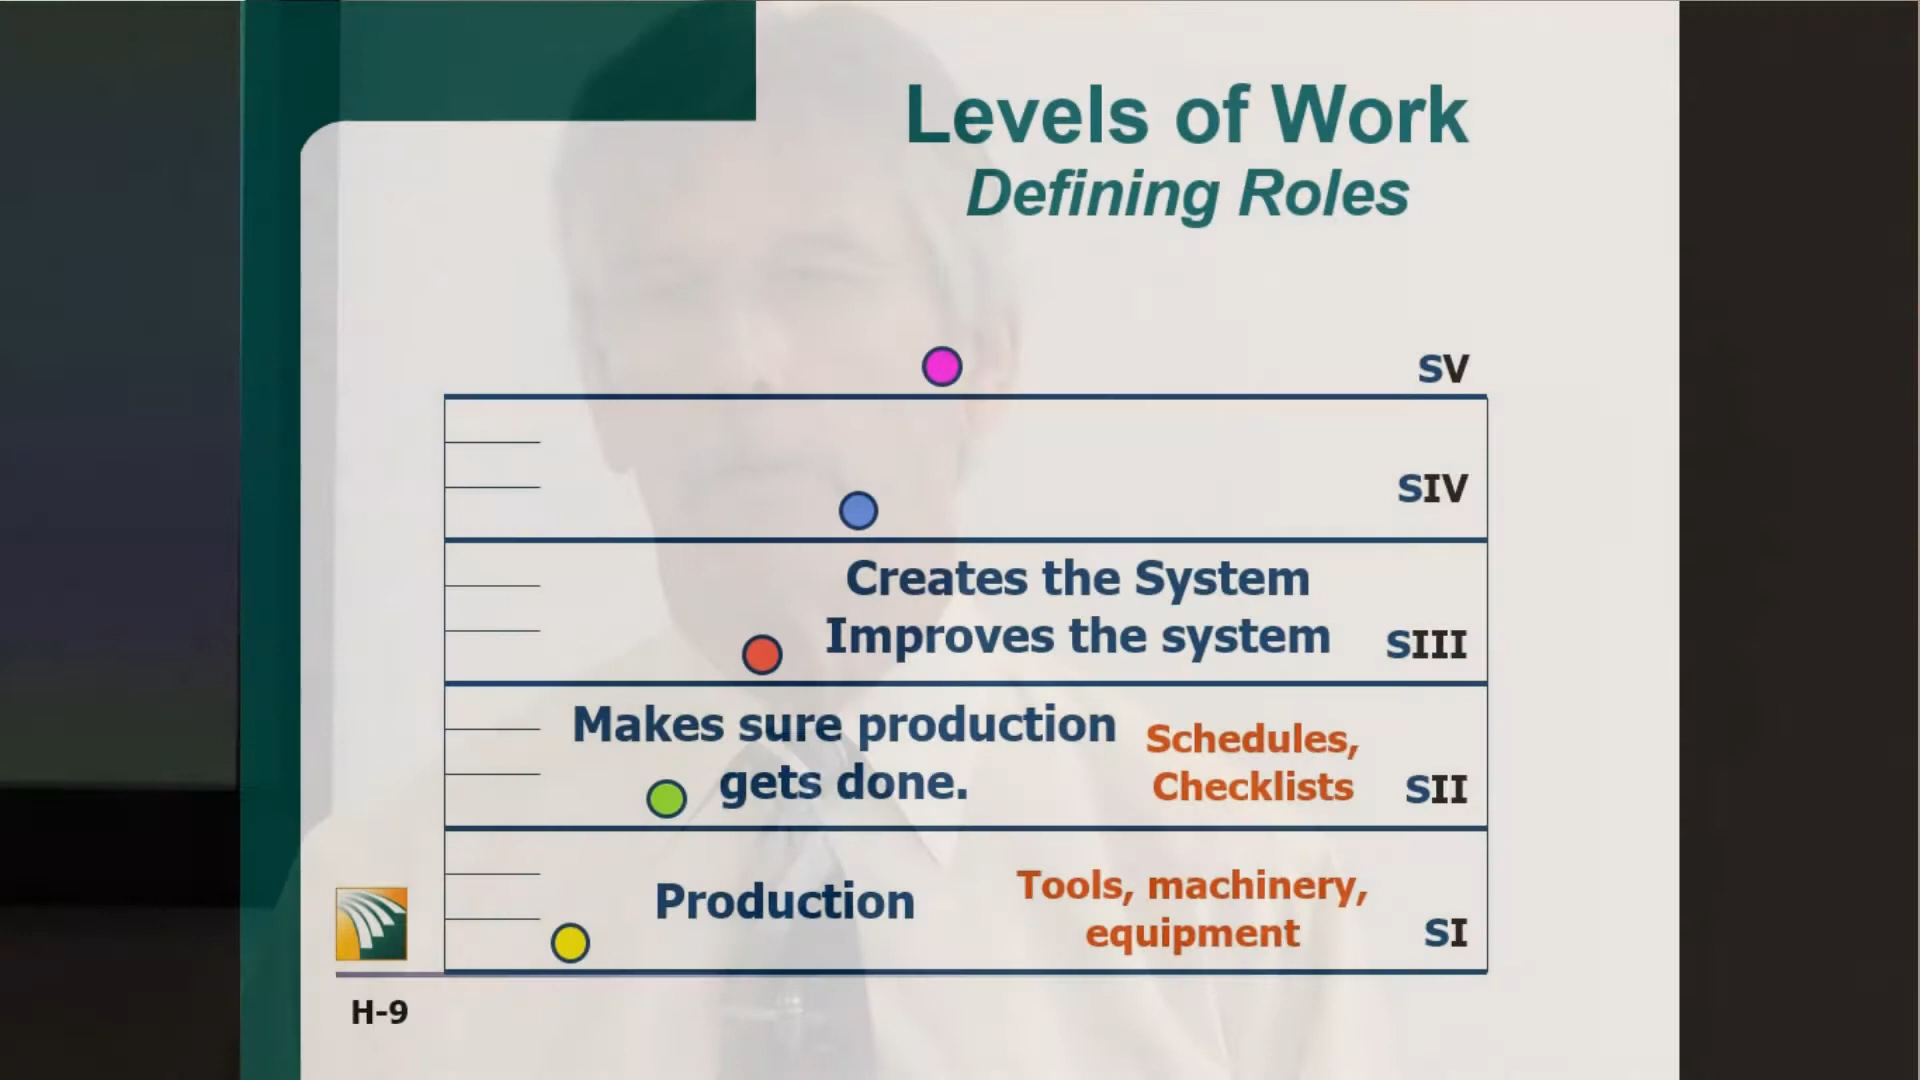 Levels of Work
Defining Roles
SV
SIV
Creates the System
Improves the system
SIII
Makes sure production
gets done.
Schedules,
Checklists
SII
Production
Tools, machinery,
equipment
SI
H-9